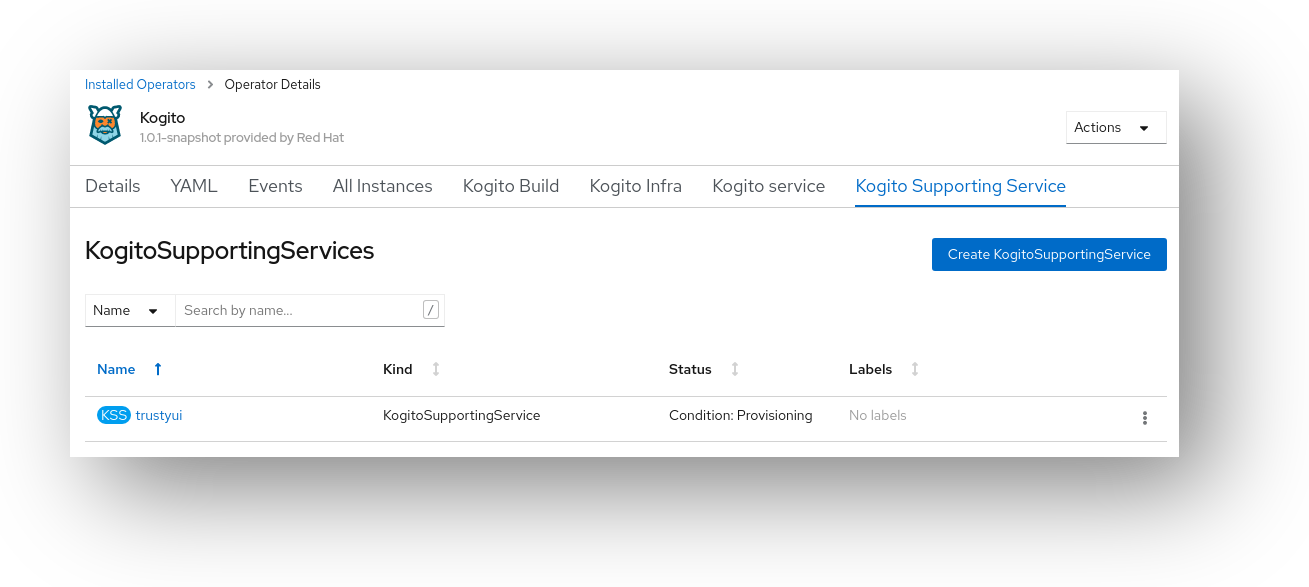 Installed Operators > Operator Details
Kogito
1.0.1-snapshot provided by Red Hat
Actions
Details YAML Events All Instances Kogito Build Kogito Infra Kogito service Kogito Supporting Service
KogitoSupportingServices
Create KogitoSupportingService
Name Search by name... /
Name Kind Status Labels
KSS trustyui KogitoSupportingService Condition: Provisioning No labels